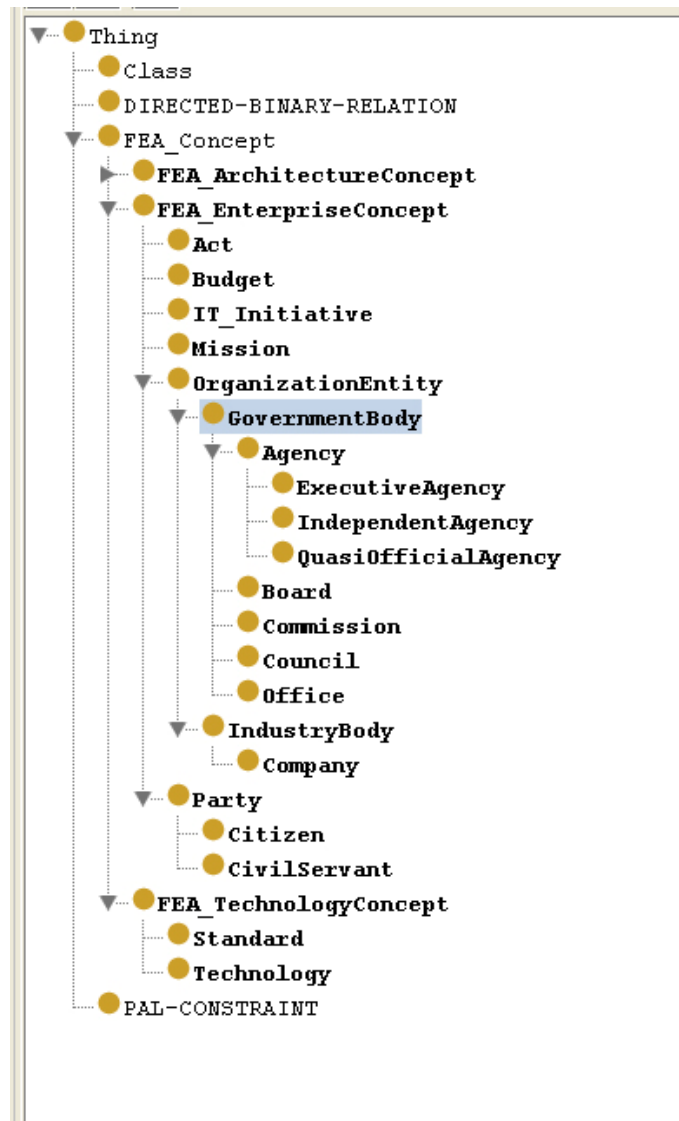 Thing
Class
DIRECTED-BINARY-RELATION
FEA_Concept
FEA_ArchitectureConcept
FEA_EnterpriseConcept
Act
Budget
IT_Initiative
Mission
OrganizationEntity
GovernmentBody
Agency
ExecutiveAgency
IndependentAgency
QuasiOfficialAgency
Board
Commission
Council
Office
IndustryBody
Company
Party
Citizen
CivilServant
FEA_TechnologyConcept
Standard
Technology
PAL-CONSTRAINT